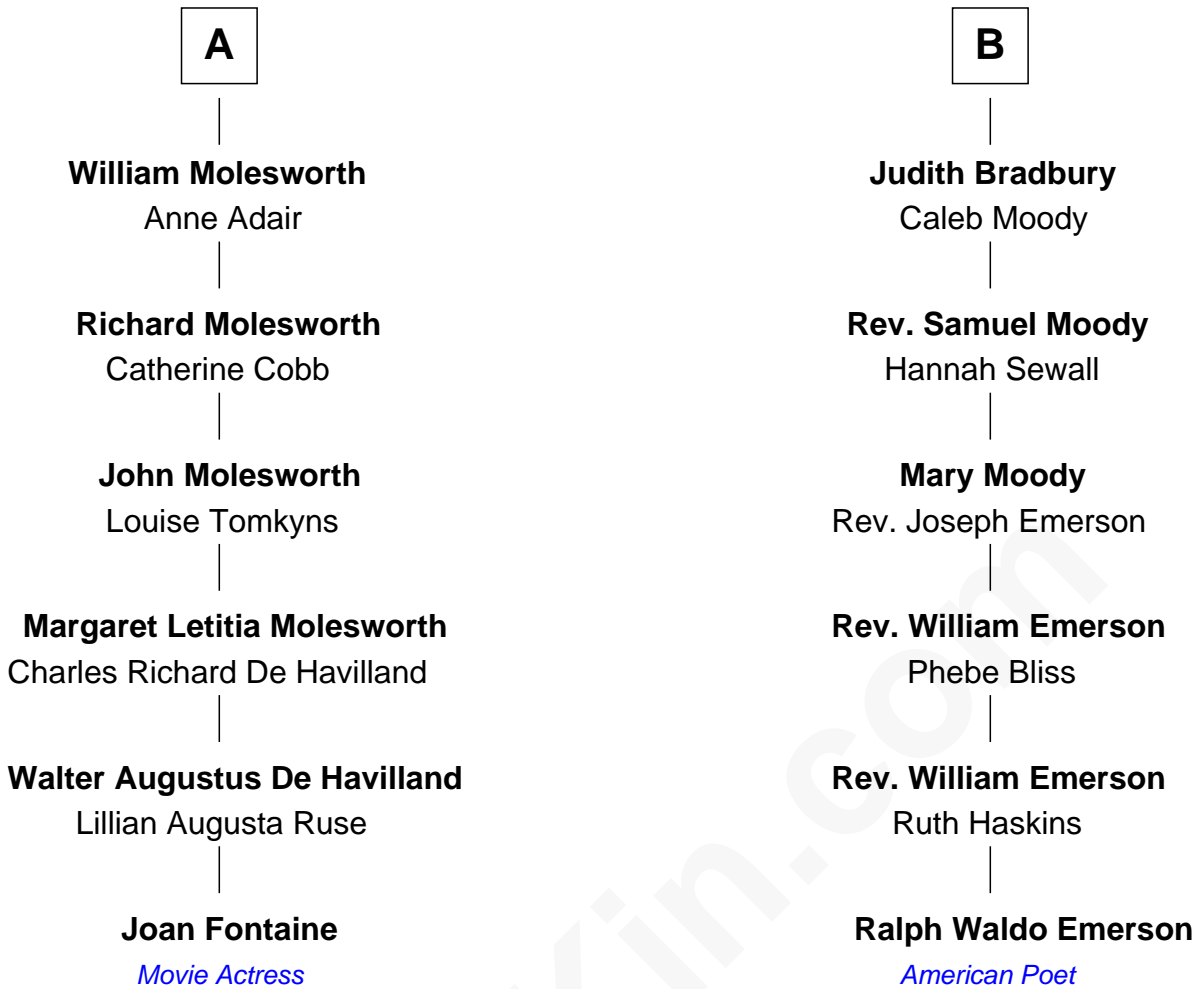 A
William Molesworth
Anne Adair
Richard Molesworth
Catherine Cobb
John Molesworth
Louise Tomkyns
Margaret Letitia Molesworth
Charles Richard De Havilland
Walter Augustus De Havilland
Lillian Augusta Ruse
Joan Fontaine
Movie Actress
B
Judith Bradbury
Caleb Moody
Rev. Samuel Moody
Hannah Sewall
Mary Moody
Rev. Joseph Emerson
Rev. William Emerson
Phebe Bliss
Rev. William Emerson
Ruth Haskins
Ralph Waldo Emerson
American Poet
Kin.com